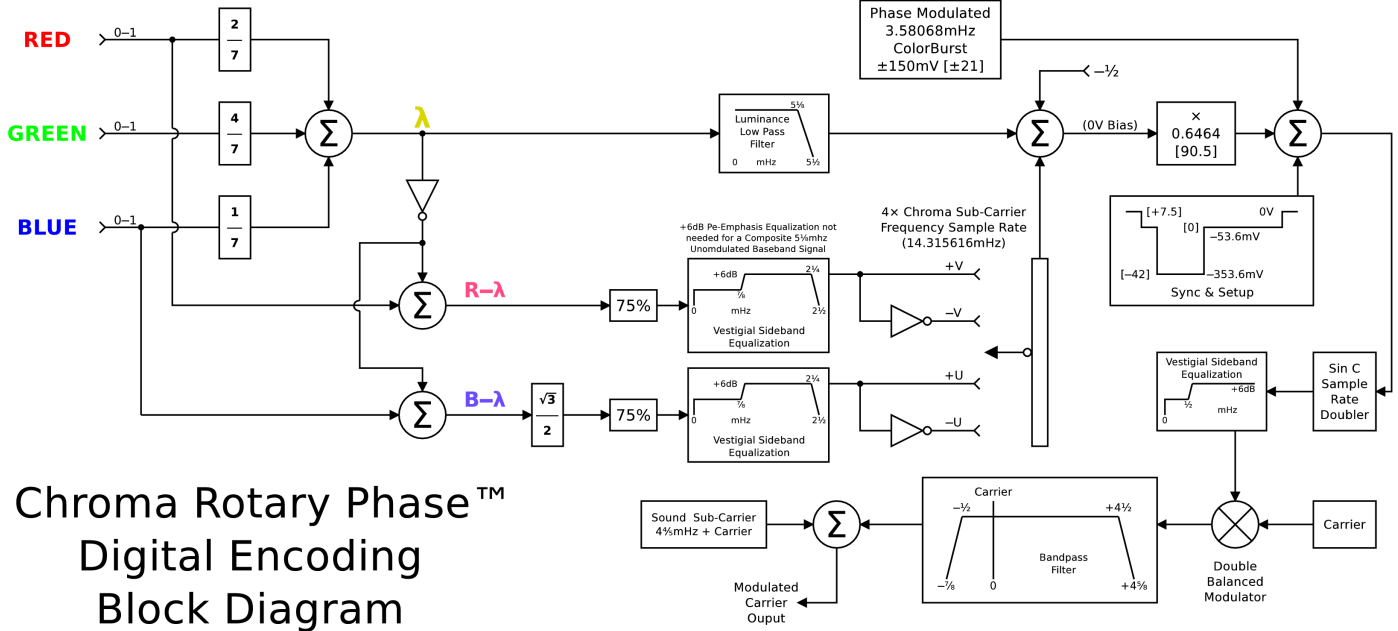 RED
0–1
2
7
GREEN
0–1
4
7
BLUE
0–1
1
7
Σ
λ
Luminance
Low Pass
Filter
5⅛
0 mHz 5½
Phase Modulated
3.58068mHz
ColorBurst
±150mV [±21]
–½
Σ
(0V Bias)
×
0.6464
[90.5]
Σ
[+7.5] 0V
[0]
–53.6mV
[–42]
–353.6mV
Sync & Setup
4× Chroma Sub-Carrier
Frequency Sample Rate
(14.315616mHz)
+6dB Pe-Emphasis Equalization not
needed for a Composite 5⅛mhz
Unomdulated Baseband Signal
Σ
R–λ
75%
+6dB 2¼
⅞
0 mHz 2½
Vestigial Sideband
Equalization
+V
–V
Σ
B–λ
√3
2
75%
+6dB 2¼
⅞
0 mHz 2½
Vestigial Sideband
Equalization
+U
–U
Vestigial Sideband
Equalization
+6dB
½
mHz
0
Sin C
Sample
Rate
Doubler
Chroma Rotary Phase™
Digital Encoding
Block Diagram
Sound Sub-Carrier
4⅘mHz + Carrier
Σ
Modulated
Carrier
Ouput
Carrier
–½ +4½
Bandpass
Filter
–⅞ 0 +4⅝
Double
Balanced
Modulator
Carrier